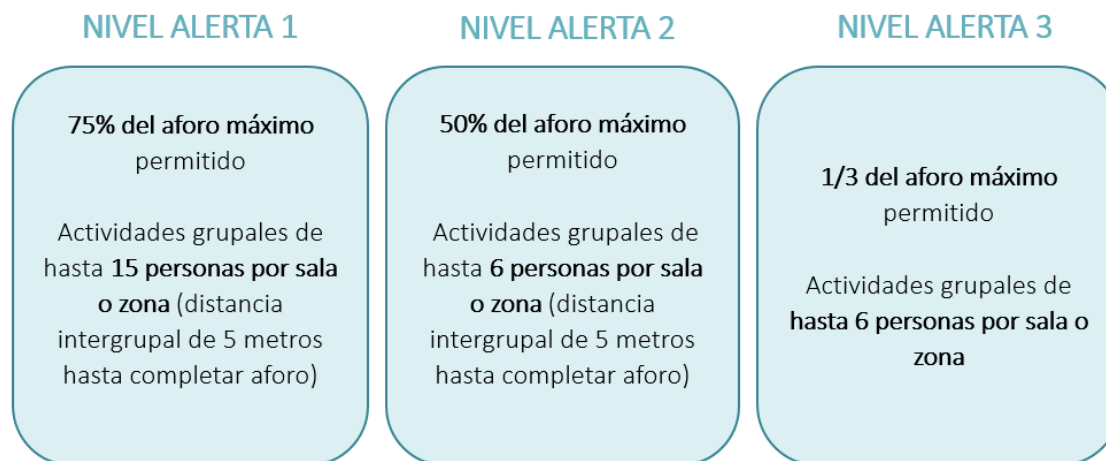 NIVEL ALERTA 1
75% del aforo máximo
permitido
Actividades grupales de
hasta 15 personas por sala
o zona (distancia
intergrupal de 5 metros
hasta completar aforo)
NIVEL ALERTA 2
50% del aforo máximo
permitido
Actividades grupales de
hasta 6 personas por sala
o zona (distancia
intergrupal de 5 metros
hasta completar aforo)
NIVEL ALERTA 3
1/3 del aforo máximo
permitido
Actividades grupales de
hasta 6 personas por sala o
zona